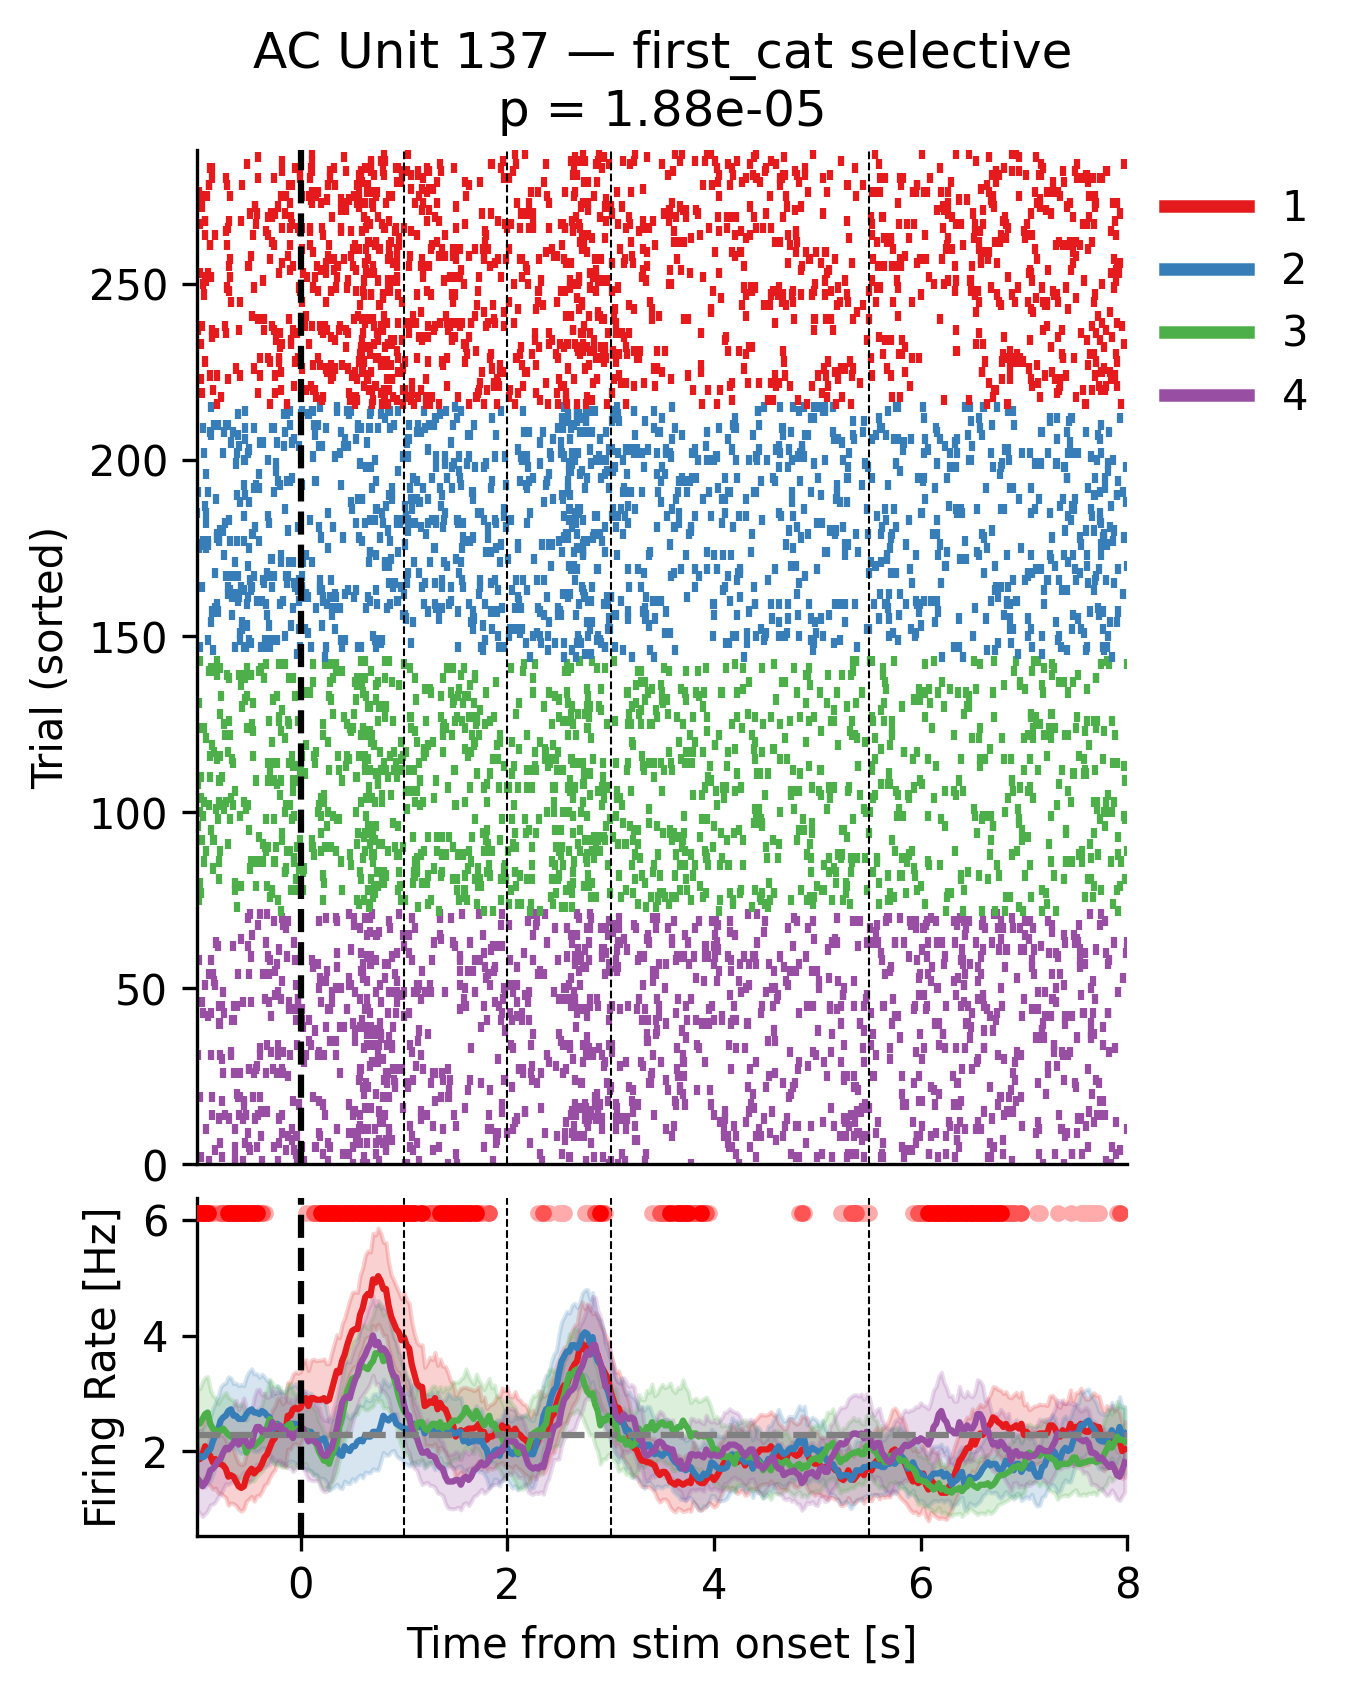 AC Unit 137 — first_cat selective
p = 1.88e-05
1
2
3
4
250
200
150
100
50
0
Trial (sorted)
6
4
2
Firing Rate [Hz]
0 2 4 6 8
Time from stim onset [s]